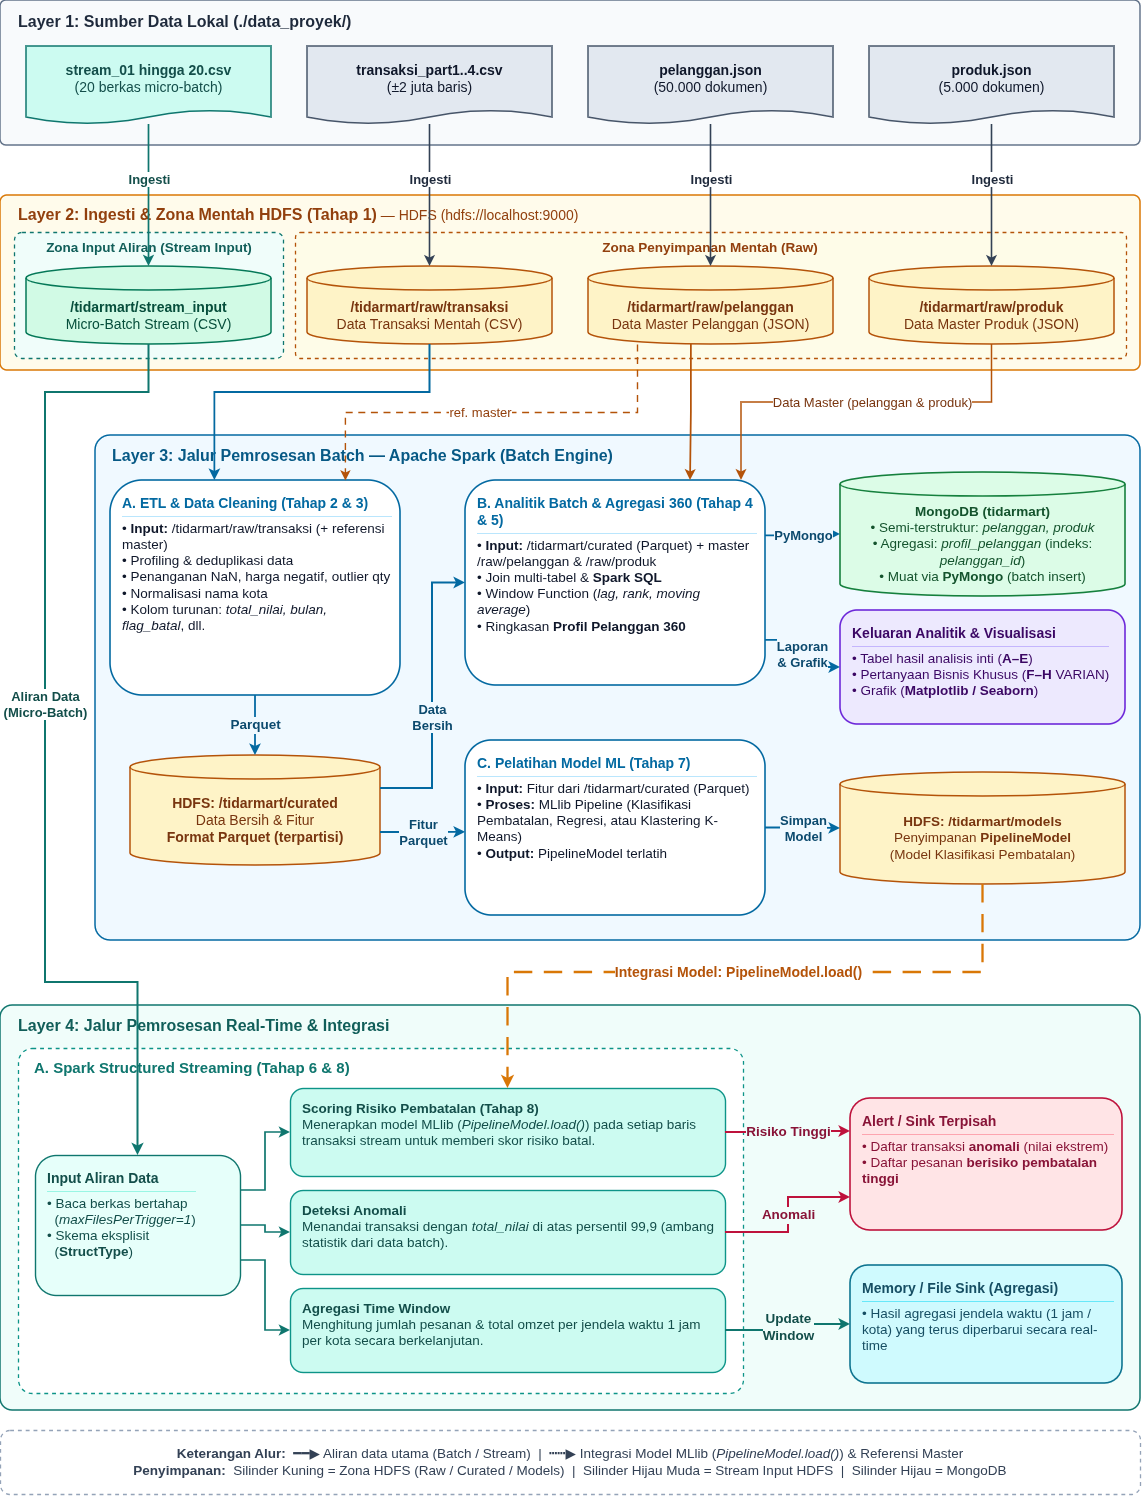 Layer 1: Sumber Data Lokal (./data_proyek/)
stream_01 hingga 20.csv
(20 berkas micro-batch)
transaksi_part1..4.csv
(±2 juta baris)
pelanggan.json
(50.000 dokumen)
produk.json
(5.000 dokumen)
Ingesti
Ingesti
Ingesti
Ingesti
Layer 2: Ingesti & Zona Mentah HDFS (Tahap 1) — HDFS (hdfs://localhost:9000)
Zona Input Aliran (Stream Input)
Zona Penyimpanan Mentah (Raw)
/tidarmart/stream_input
Micro-Batch Stream (CSV)
/tidarmart/raw/transaksi
Data Transaksi Mentah (CSV)
/tidarmart/raw/pelanggan
Data Master Pelanggan (JSON)
/tidarmart/raw/produk
Data Master Produk (JSON)
ref. master
Data Master (pelanggan & produk)
Layer 3: Jalur Pemrosesan Batch — Apache Spark (Batch Engine)
A. ETL & Data Cleaning (Tahap 2 & 3)
• Input: /tidarmart/raw/transaksi (+ referensi
master)
• Profiling & deduplikasi data
• Penanganan NaN, harga negatif, outlier qty
• Normalisasi nama kota
• Kolom turunan: total_nilai, bulan,
flag_batal, dll.
B. Analitik Batch & Agregasi 360 (Tahap 4
& 5)
• Input: /tidarmart/curated (Parquet) + master
/raw/pelanggan & /raw/produk
• Join multi-tabel & Spark SQL
• Window Function (lag, rank, moving
average)
• Ringkasan Profil Pelanggan 360
PyMongo
MongoDB (tidarmart)
• Semi-terstruktur: pelanggan, produk
• Agregasi: profil_pelanggan (indeks:
pelanggan_id)
• Muat via PyMongo (batch insert)
Laporan
& Grafik
Keluaran Analitik & Visualisasi
• Tabel hasil analisis inti (A–E)
• Pertanyaan Bisnis Khusus (F–H VARIAN)
• Grafik (Matplotlib / Seaborn)
Aliran Data
(Micro-Batch)
Parquet
Data
Bersih
HDFS: /tidarmart/curated
Data Bersih & Fitur
Format Parquet (terpartisi)
Fitur
Parquet
C. Pelatihan Model ML (Tahap 7)
• Input: Fitur dari /tidarmart/curated (Parquet)
• Proses: MLlib Pipeline (Klasifikasi
Pembatalan, Regresi, atau Klastering K-
Means)
• Output: PipelineModel terlatih
Simpan
Model
HDFS: /tidarmart/models
Penyimpanan PipelineModel
(Model Klasifikasi Pembatalan)
Integrasi Model: PipelineModel.load()
Layer 4: Jalur Pemrosesan Real-Time & Integrasi
A. Spark Structured Streaming (Tahap 6 & 8)
Input Aliran Data
• Baca berkas bertahap
(maxFilesPerTrigger=1)
• Skema eksplisit
(StructType)
Scoring Risiko Pembatalan (Tahap 8)
Menerapkan model MLlib (PipelineModel.load()) pada setiap baris
transaksi stream untuk memberi skor risiko batal.
Deteksi Anomali
Menandai transaksi dengan total_nilai di atas persentil 99,9 (ambang
statistik dari data batch).
Agregasi Time Window
Menghitung jumlah pesanan & total omzet per jendela waktu 1 jam
per kota secara berkelanjutan.
Risiko Tinggi
Anomali
Update
Window
Alert / Sink Terpisah
• Daftar transaksi anomali (nilai ekstrem)
• Daftar pesanan berisiko pembatalan
tinggi
Memory / File Sink (Agregasi)
• Hasil agregasi jendela waktu (1 jam /
kota) yang terus diperbarui secara real-
time
Keterangan Alur: ━━▶ Aliran data utama (Batch / Stream) | ┈┈▶ Integrasi Model MLlib (PipelineModel.load()) & Referensi Master
Penyimpanan: Silinder Kuning = Zona HDFS (Raw / Curated / Models) | Silinder Hijau Muda = Stream Input HDFS | Silinder Hijau = MongoDB